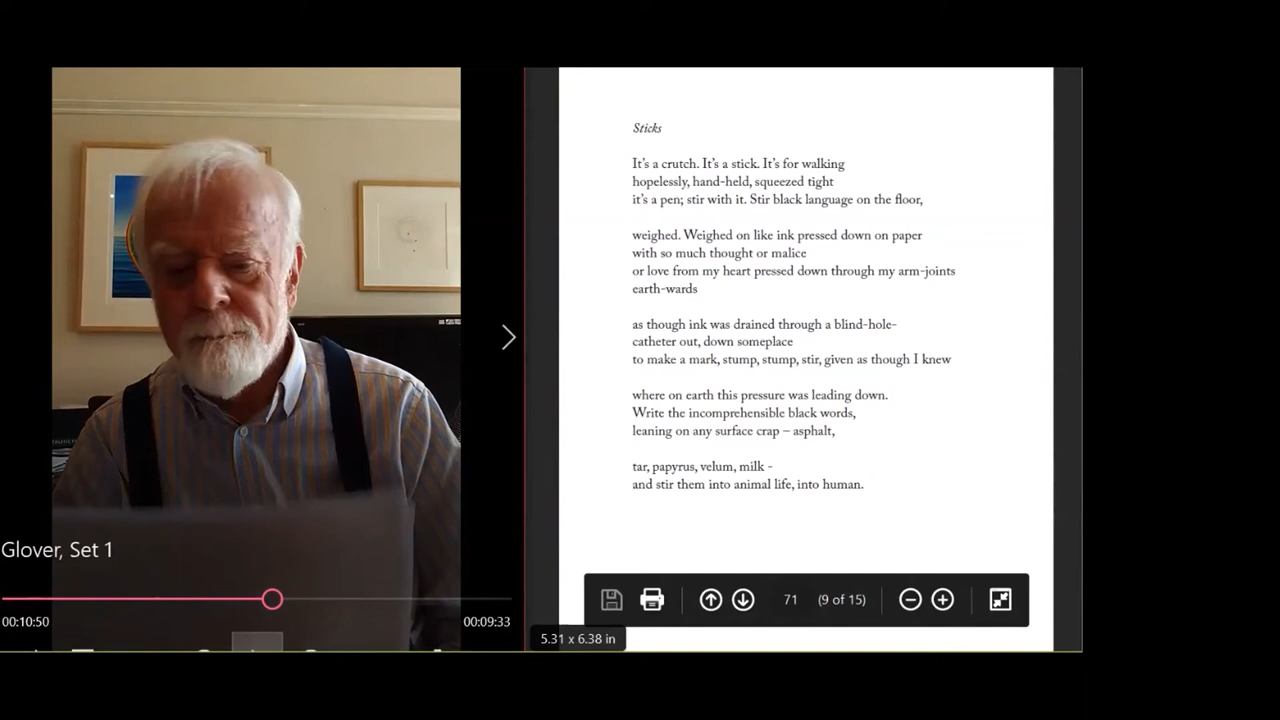 Sticks
It's a crutch. It's a stick. It's for walking
hopelessly, hand-held, squeezed tight
it's a pen; stir with it. Stir black language on the floor,
weighed. Weighed on like ink pressed down on paper
with so much thought or malice
or love from my heart pressed down through my arm-joints
earth-wards
as though ink was drained through a blind-hole-
catheter out, down someplace
to make a mark, stump, stump, stir, given as though I knew
where on earth this pressure was leading down.
Write the incomprehensible black words,
leaning on any surface crap – asphalt,
tar, papyrus, velum, milk -
and stir them into animal life, into human.
Glover, Set 1
00:10:50
00:09:33
71 (9 of 15)
5.31 x 6.38 in